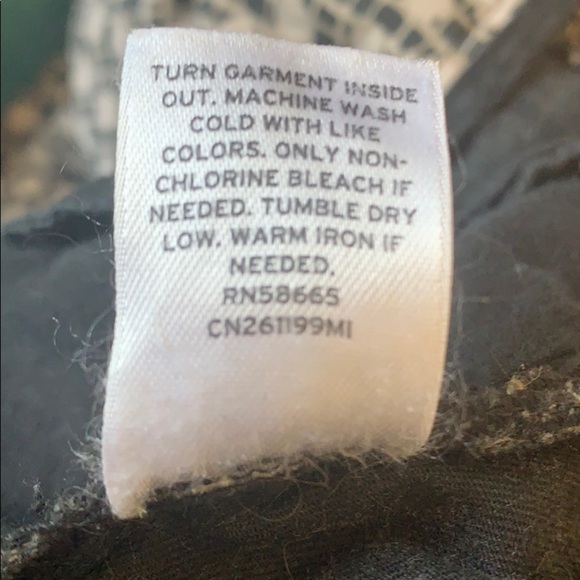 TURN GARMENT INSIDE
OUT. MACHINE WASH
COLD WITH LIKE
COLORS. ONLY NON-
CHLORINE BLEACH IF
NEEDED. TUMBLE DRY
LOW. WARM IRON IF
NEEDED.
RN58665
CN261199MI